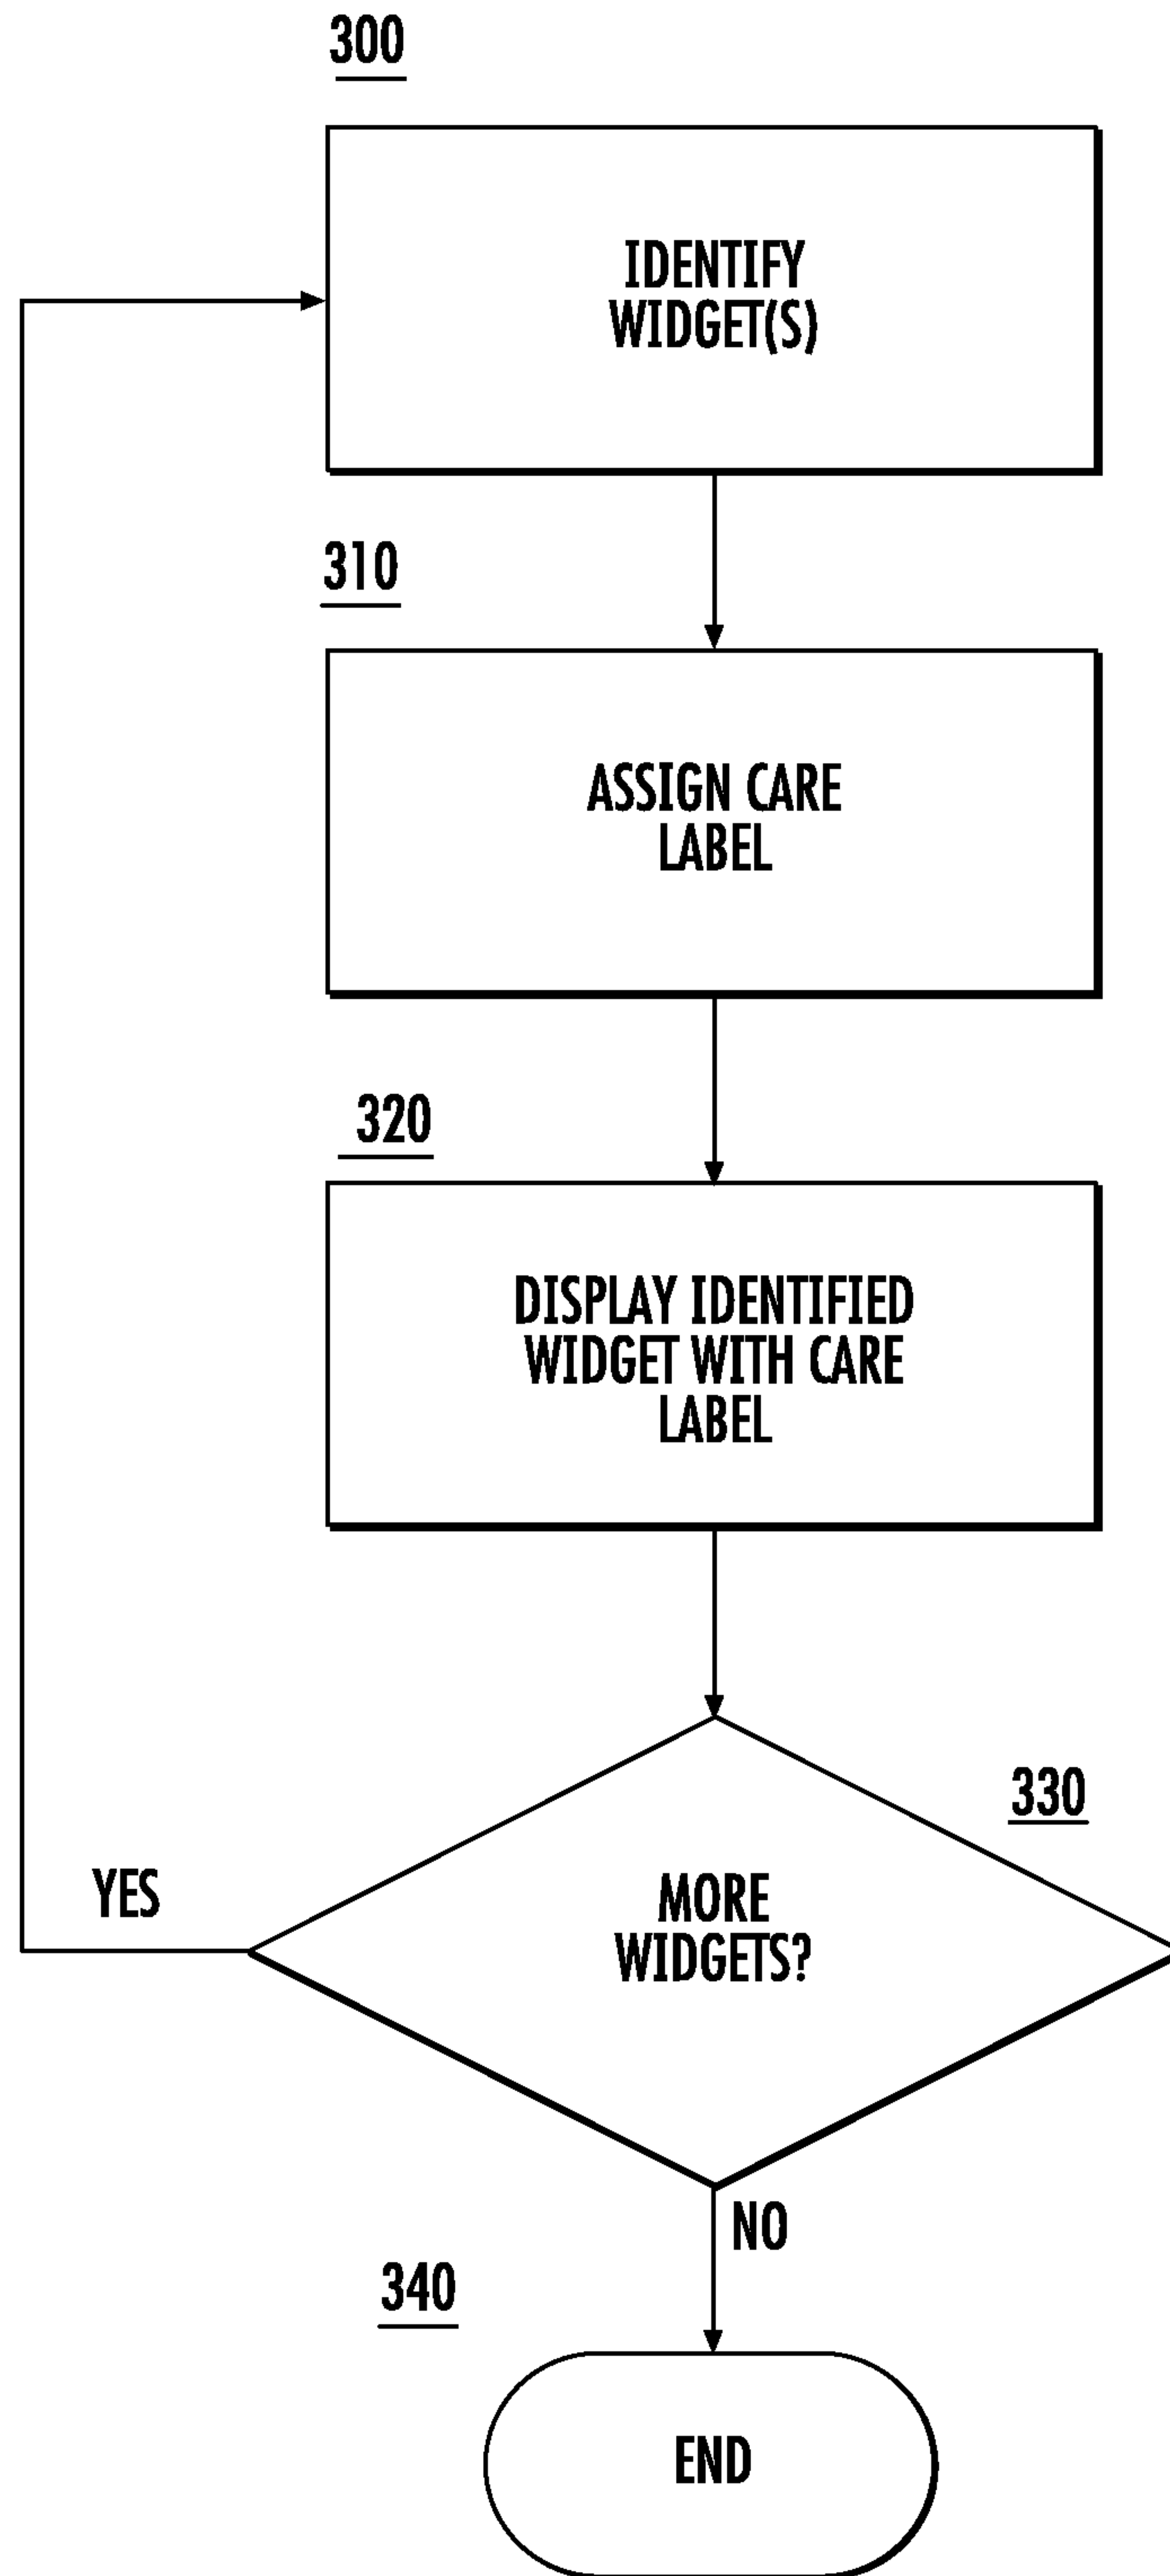 300
IDENTIFY
WIDGET(S)
310
ASSIGN CARE
LABEL
320
DISPLAY IDENTIFIED
WIDGET WITH CARE
LABEL
330
YES
MORE
WIDGETS?
NO
340
END